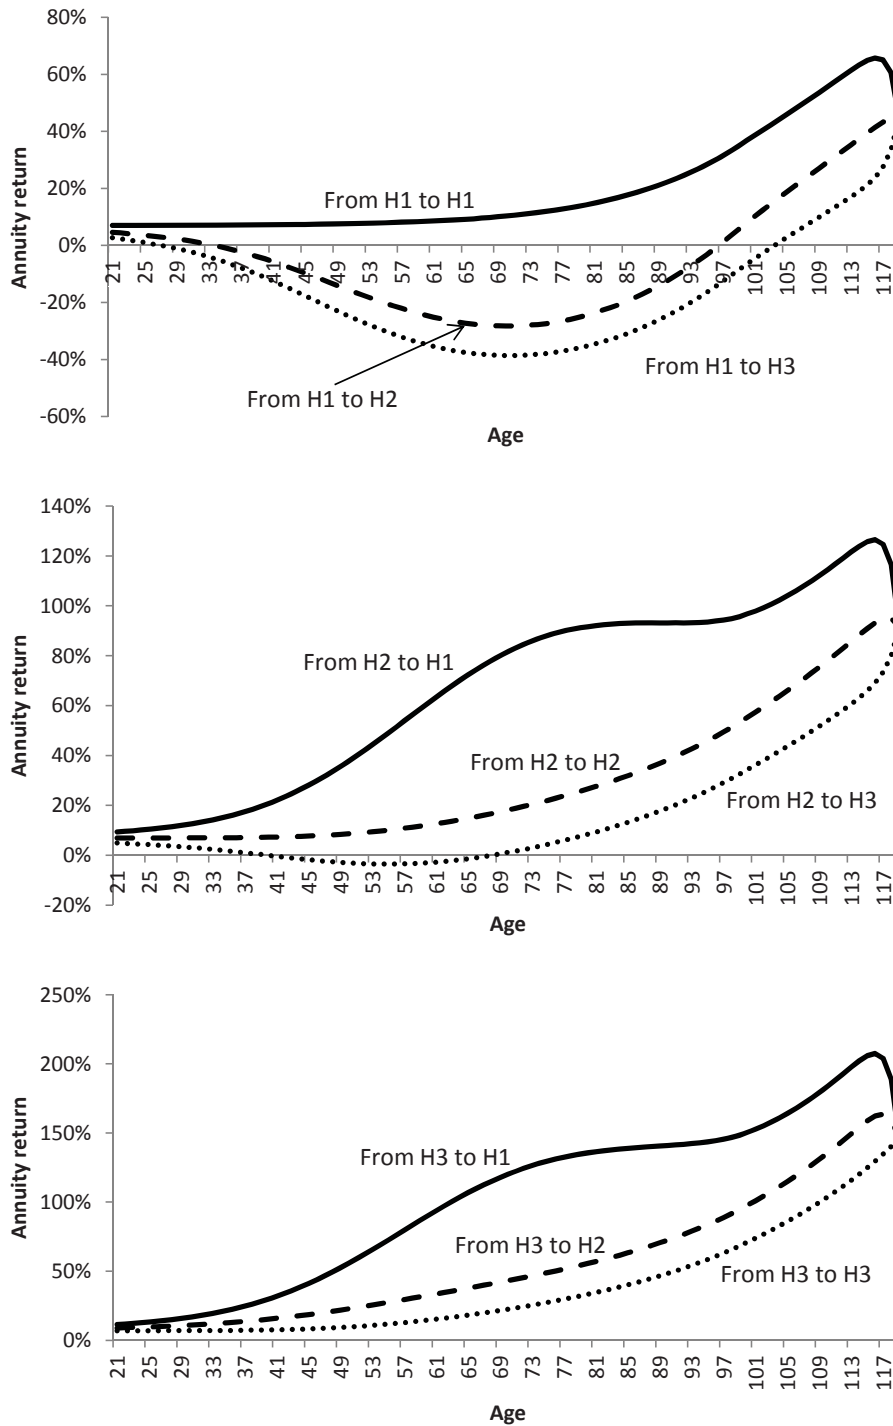 80%
60%
40%
20%
0%
-20%
-40%
-60%
Annuity return
21 25 29 33 37 41 45 49 53 57 61 65 69 73 77 81 85 89 93 97 101 105 109 113 117
From H1 to H1
From H1 to H2
From H1 to H3
Age
140%
120%
100%
80%
60%
40%
20%
0%
-20%
Annuity return
21 25 29 33 37 41 45 49 53 57 61 65 69 73 77 81 85 89 93 97 101 105 109 113 117
From H2 to H1
From H2 to H2
From H2 to H3
Age
250%
200%
150%
100%
50%
0%
Annuity return
21 25 29 33 37 41 45 49 53 57 61 65 69 73 77 81 85 89 93 97 101 105 109 113 117
From H3 to H1
From H3 to H2
From H3 to H3
Age